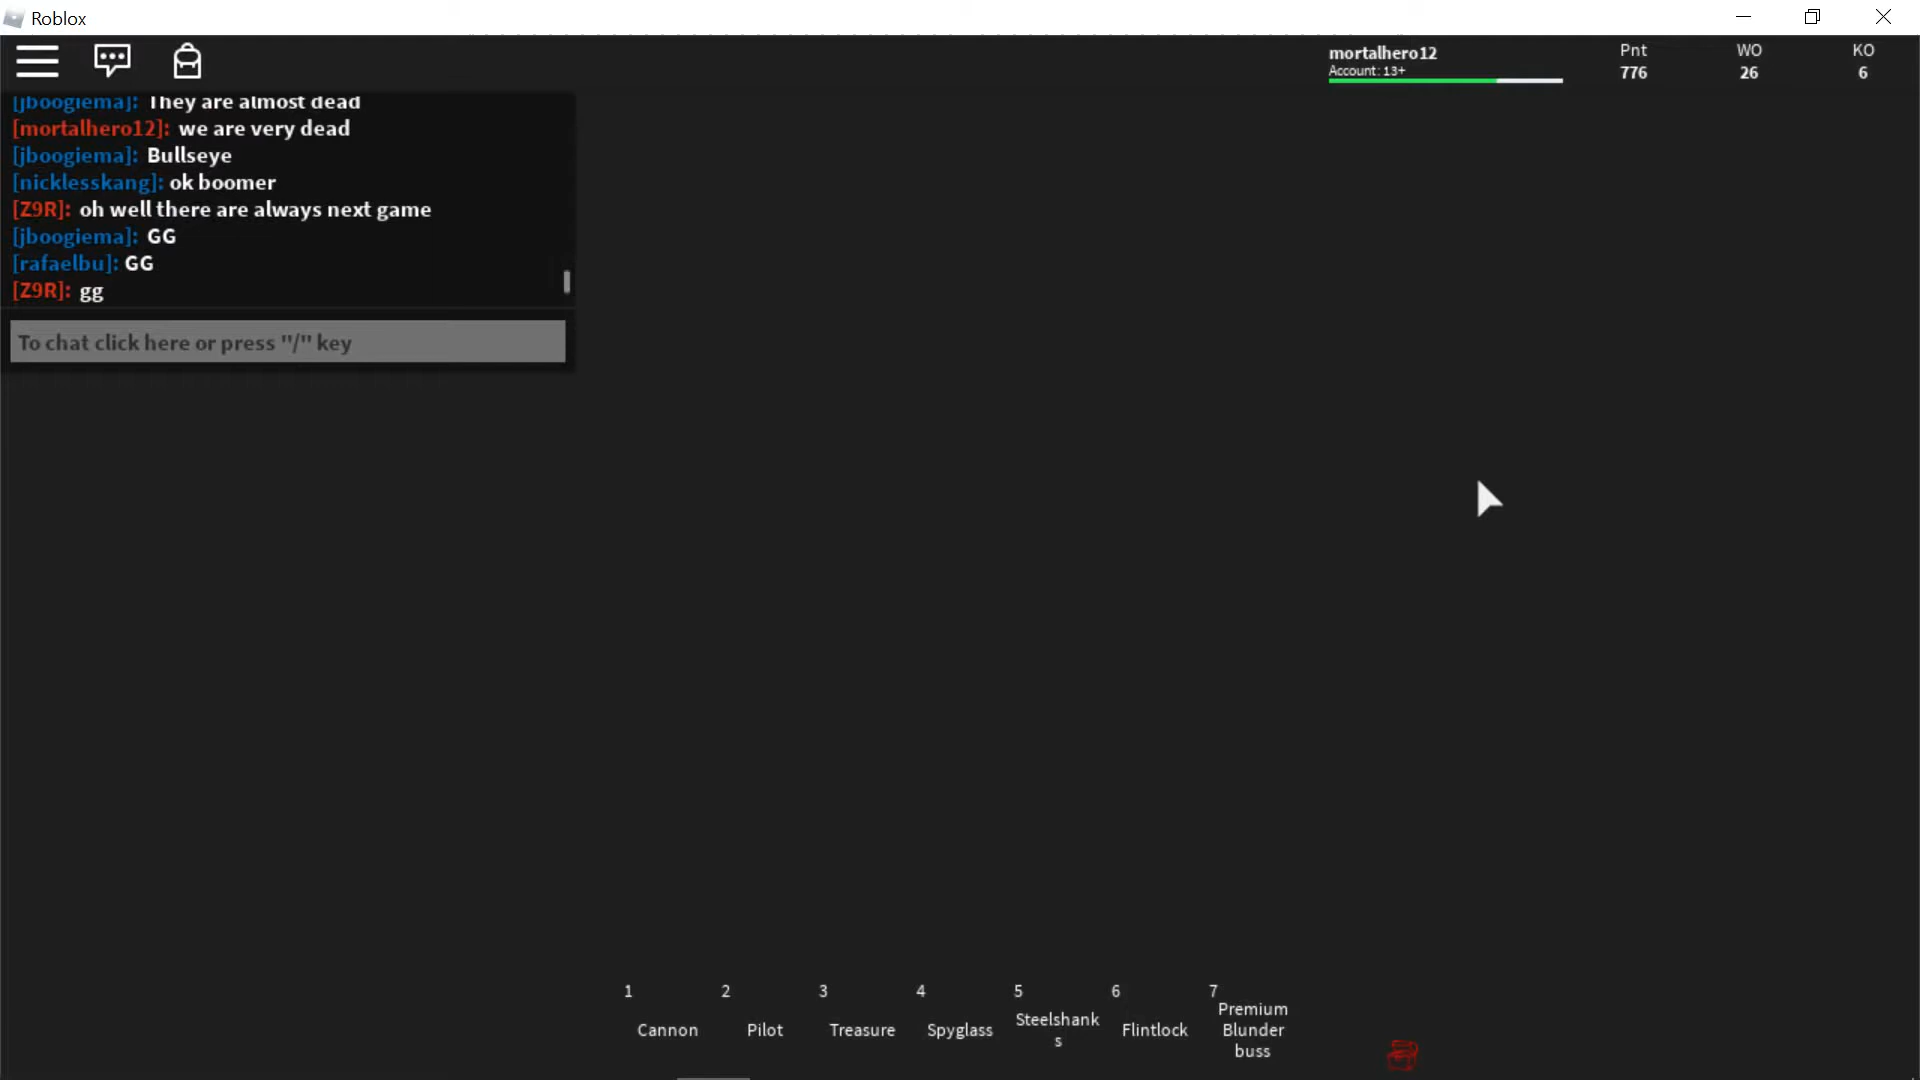 Roblox
mortalhero12
Account: 13+
Pnt
776
WO
26
KO
6
[jboogiema]: They are almost dead
[mortalhero12]: we are very dead
[jboogiema]: Bullseye
[nicklesskang]: ok boomer
[Z9R]: oh well there are always next game
[jboogiema]: GG
[rafaelbu]: GG
[Z9R]: gg
To chat click here or press "/" key
1
Cannon
2
Pilot
3
Treasure
4
Spyglass
5
Steelshank
s
6
Flintlock
7
Premium
Blunder
buss